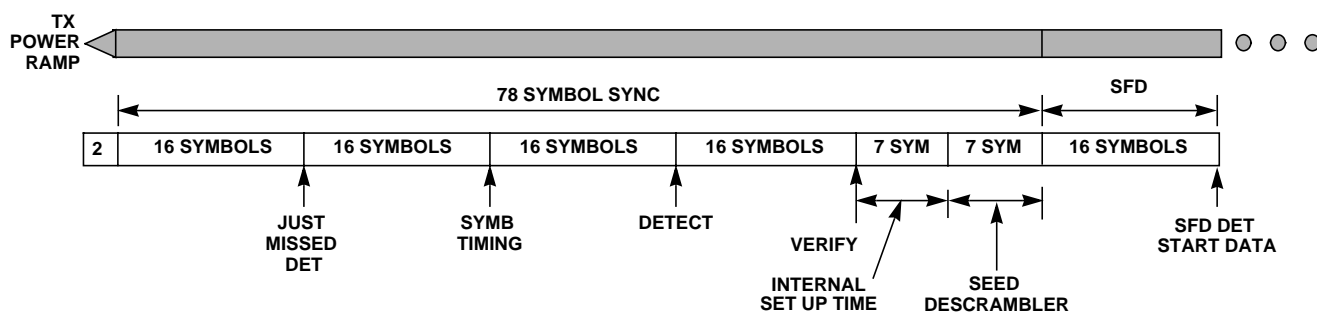 TX
POWER
RAMP
78 SYMBOL SYNC
SFD
2
16 SYMBOLS
16 SYMBOLS
16 SYMBOLS
16 SYMBOLS
7 SYM
7 SYM
16 SYMBOLS
JUST
MISSED
DET
SYMB
TIMING
DETECT
VERIFY
INTERNAL
SET UP TIME
SEED
DESCRAMBLER
SFD DET
START DATA